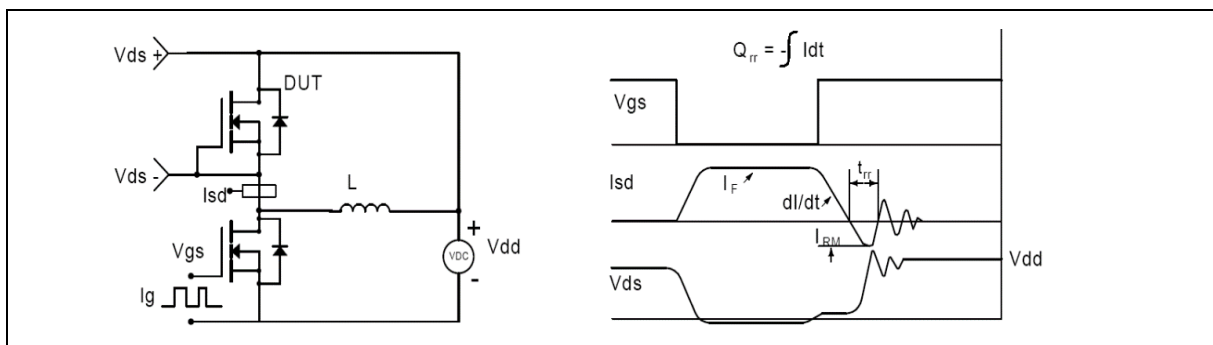 Vds +
DUT
Vds -
Isd
L
Vgs
+
VDC
Vdd
-
Ig
Q rr = -∫ Idt
Vgs
Isd
I F
dI/dt
t rr
I RM
Vdd
Vds